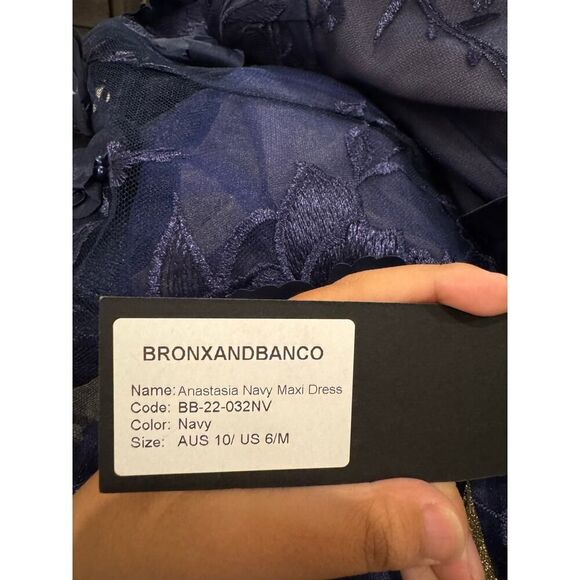 BRONXANDBANCO
Name: Anastasia Navy Maxi Dress
Code: BB-22-032NV
Color: Navy
Size: AUS 10/ US 6/M